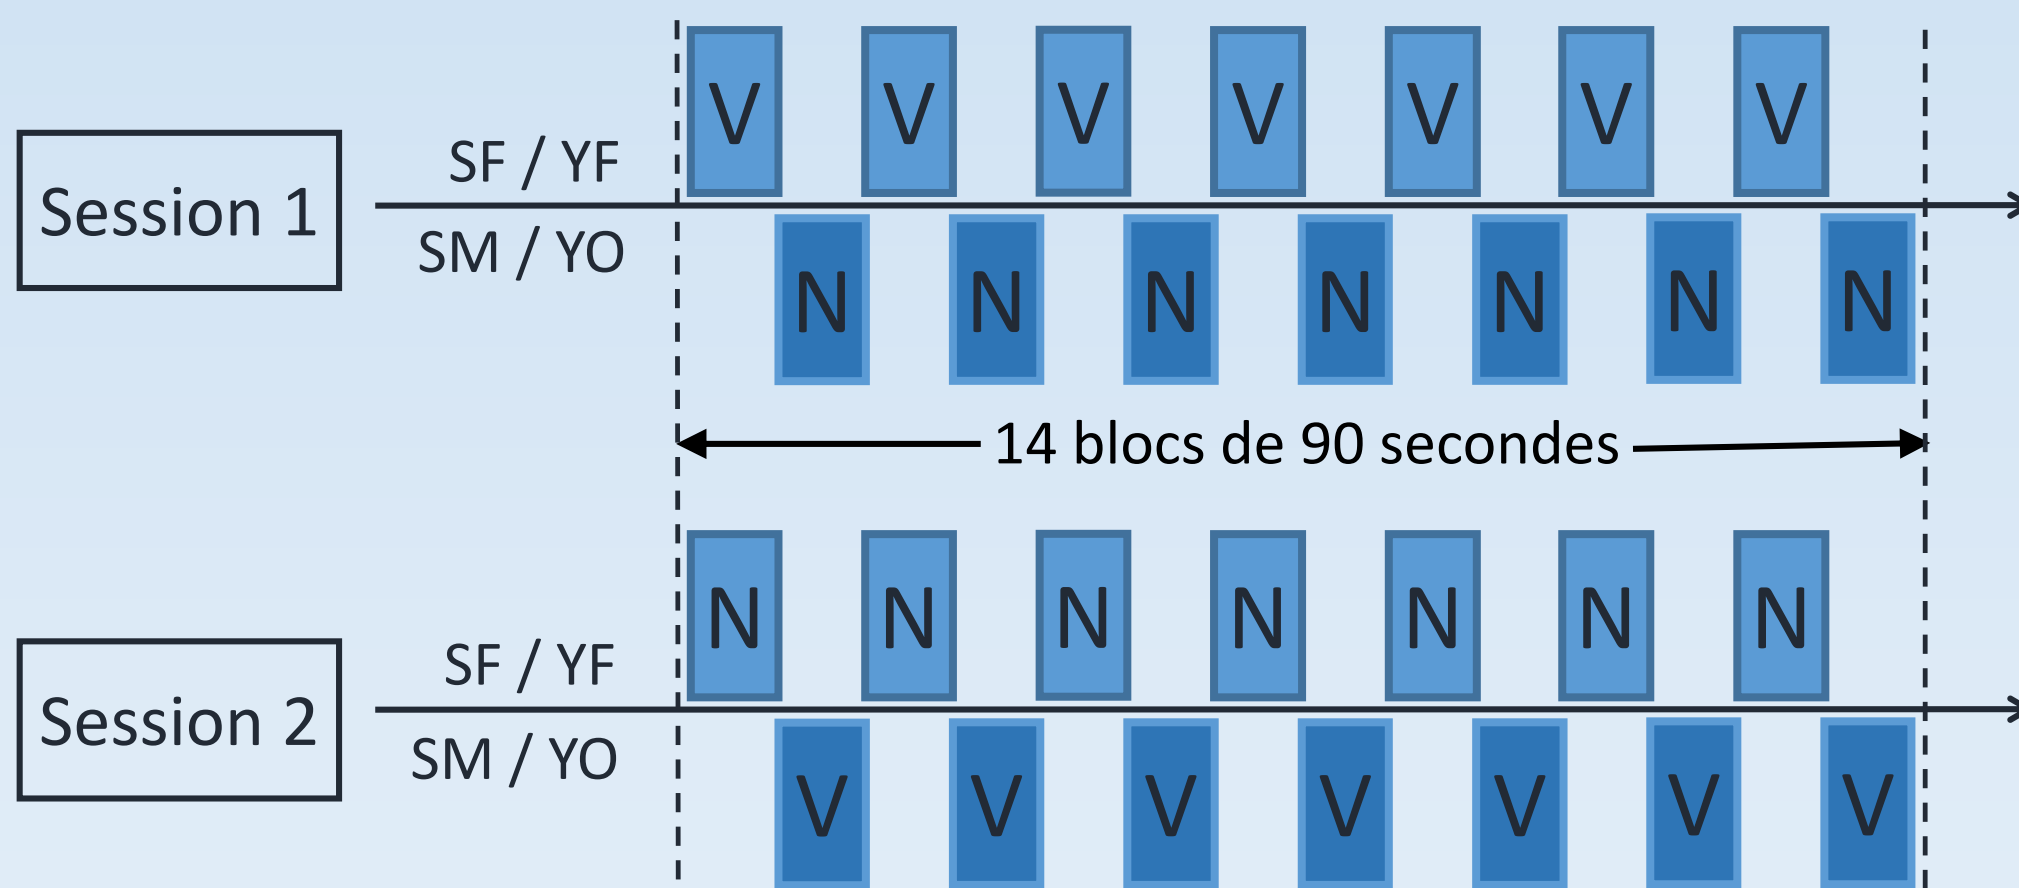 V V V V V V V
SF / YF
Session 1
SM / YO
N N N N N N N
14 blocs de 90 secondes
N N N N N N N
SF / YF
Session 2
SM / YO
V V V V V V V